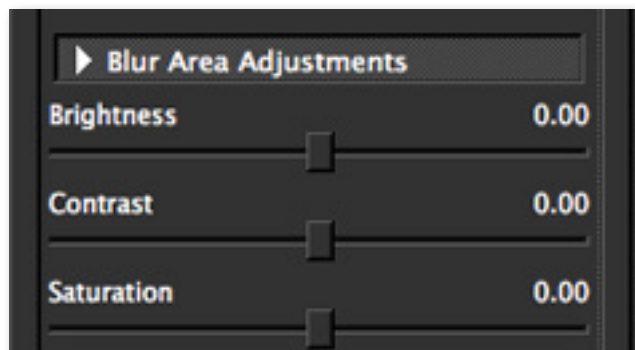 Blur Area Adjustments
Brightness 0.00
Contrast 0.00
Saturation 0.00